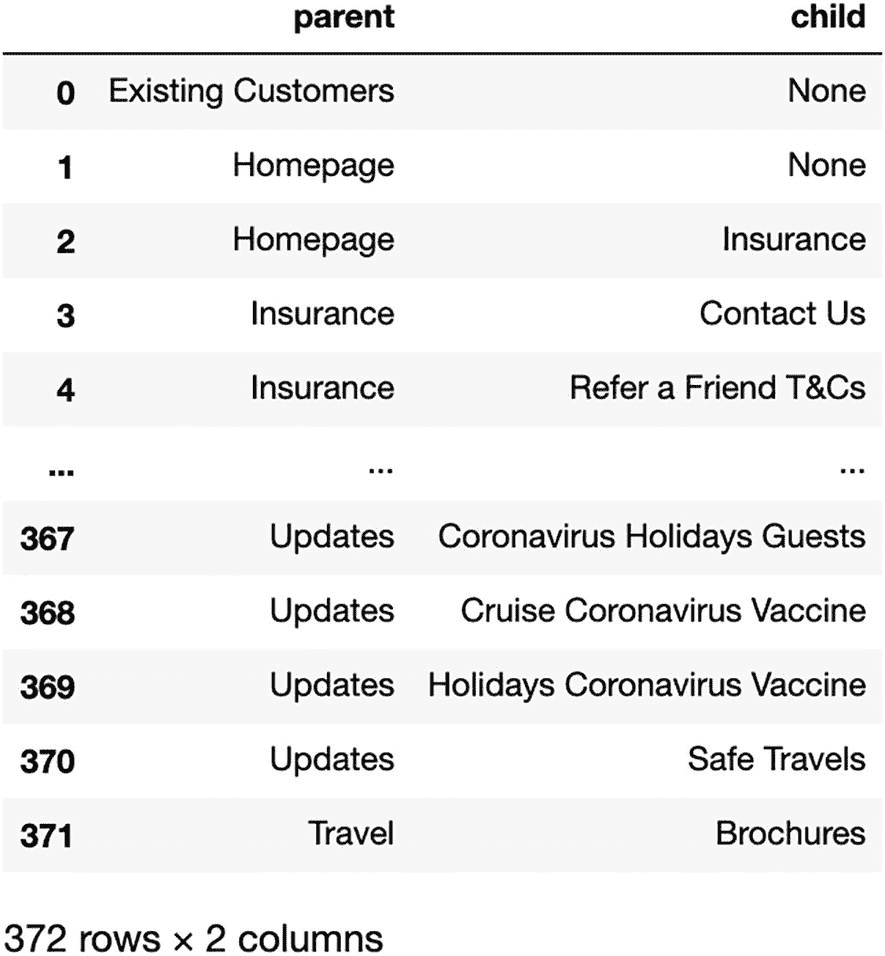 parent child
0 Existing Customers None
1 Homepage None
2 Homepage Insurance
3 Insurance Contact Us
4 Insurance Refer a Friend T&Cs
... ... ...
367 Updates Coronavirus Holidays Guests
368 Updates Cruise Coronavirus Vaccine
369 Updates Holidays Coronavirus Vaccine
370 Updates Safe Travels
371 Travel Brochures
372 rows × 2 columns